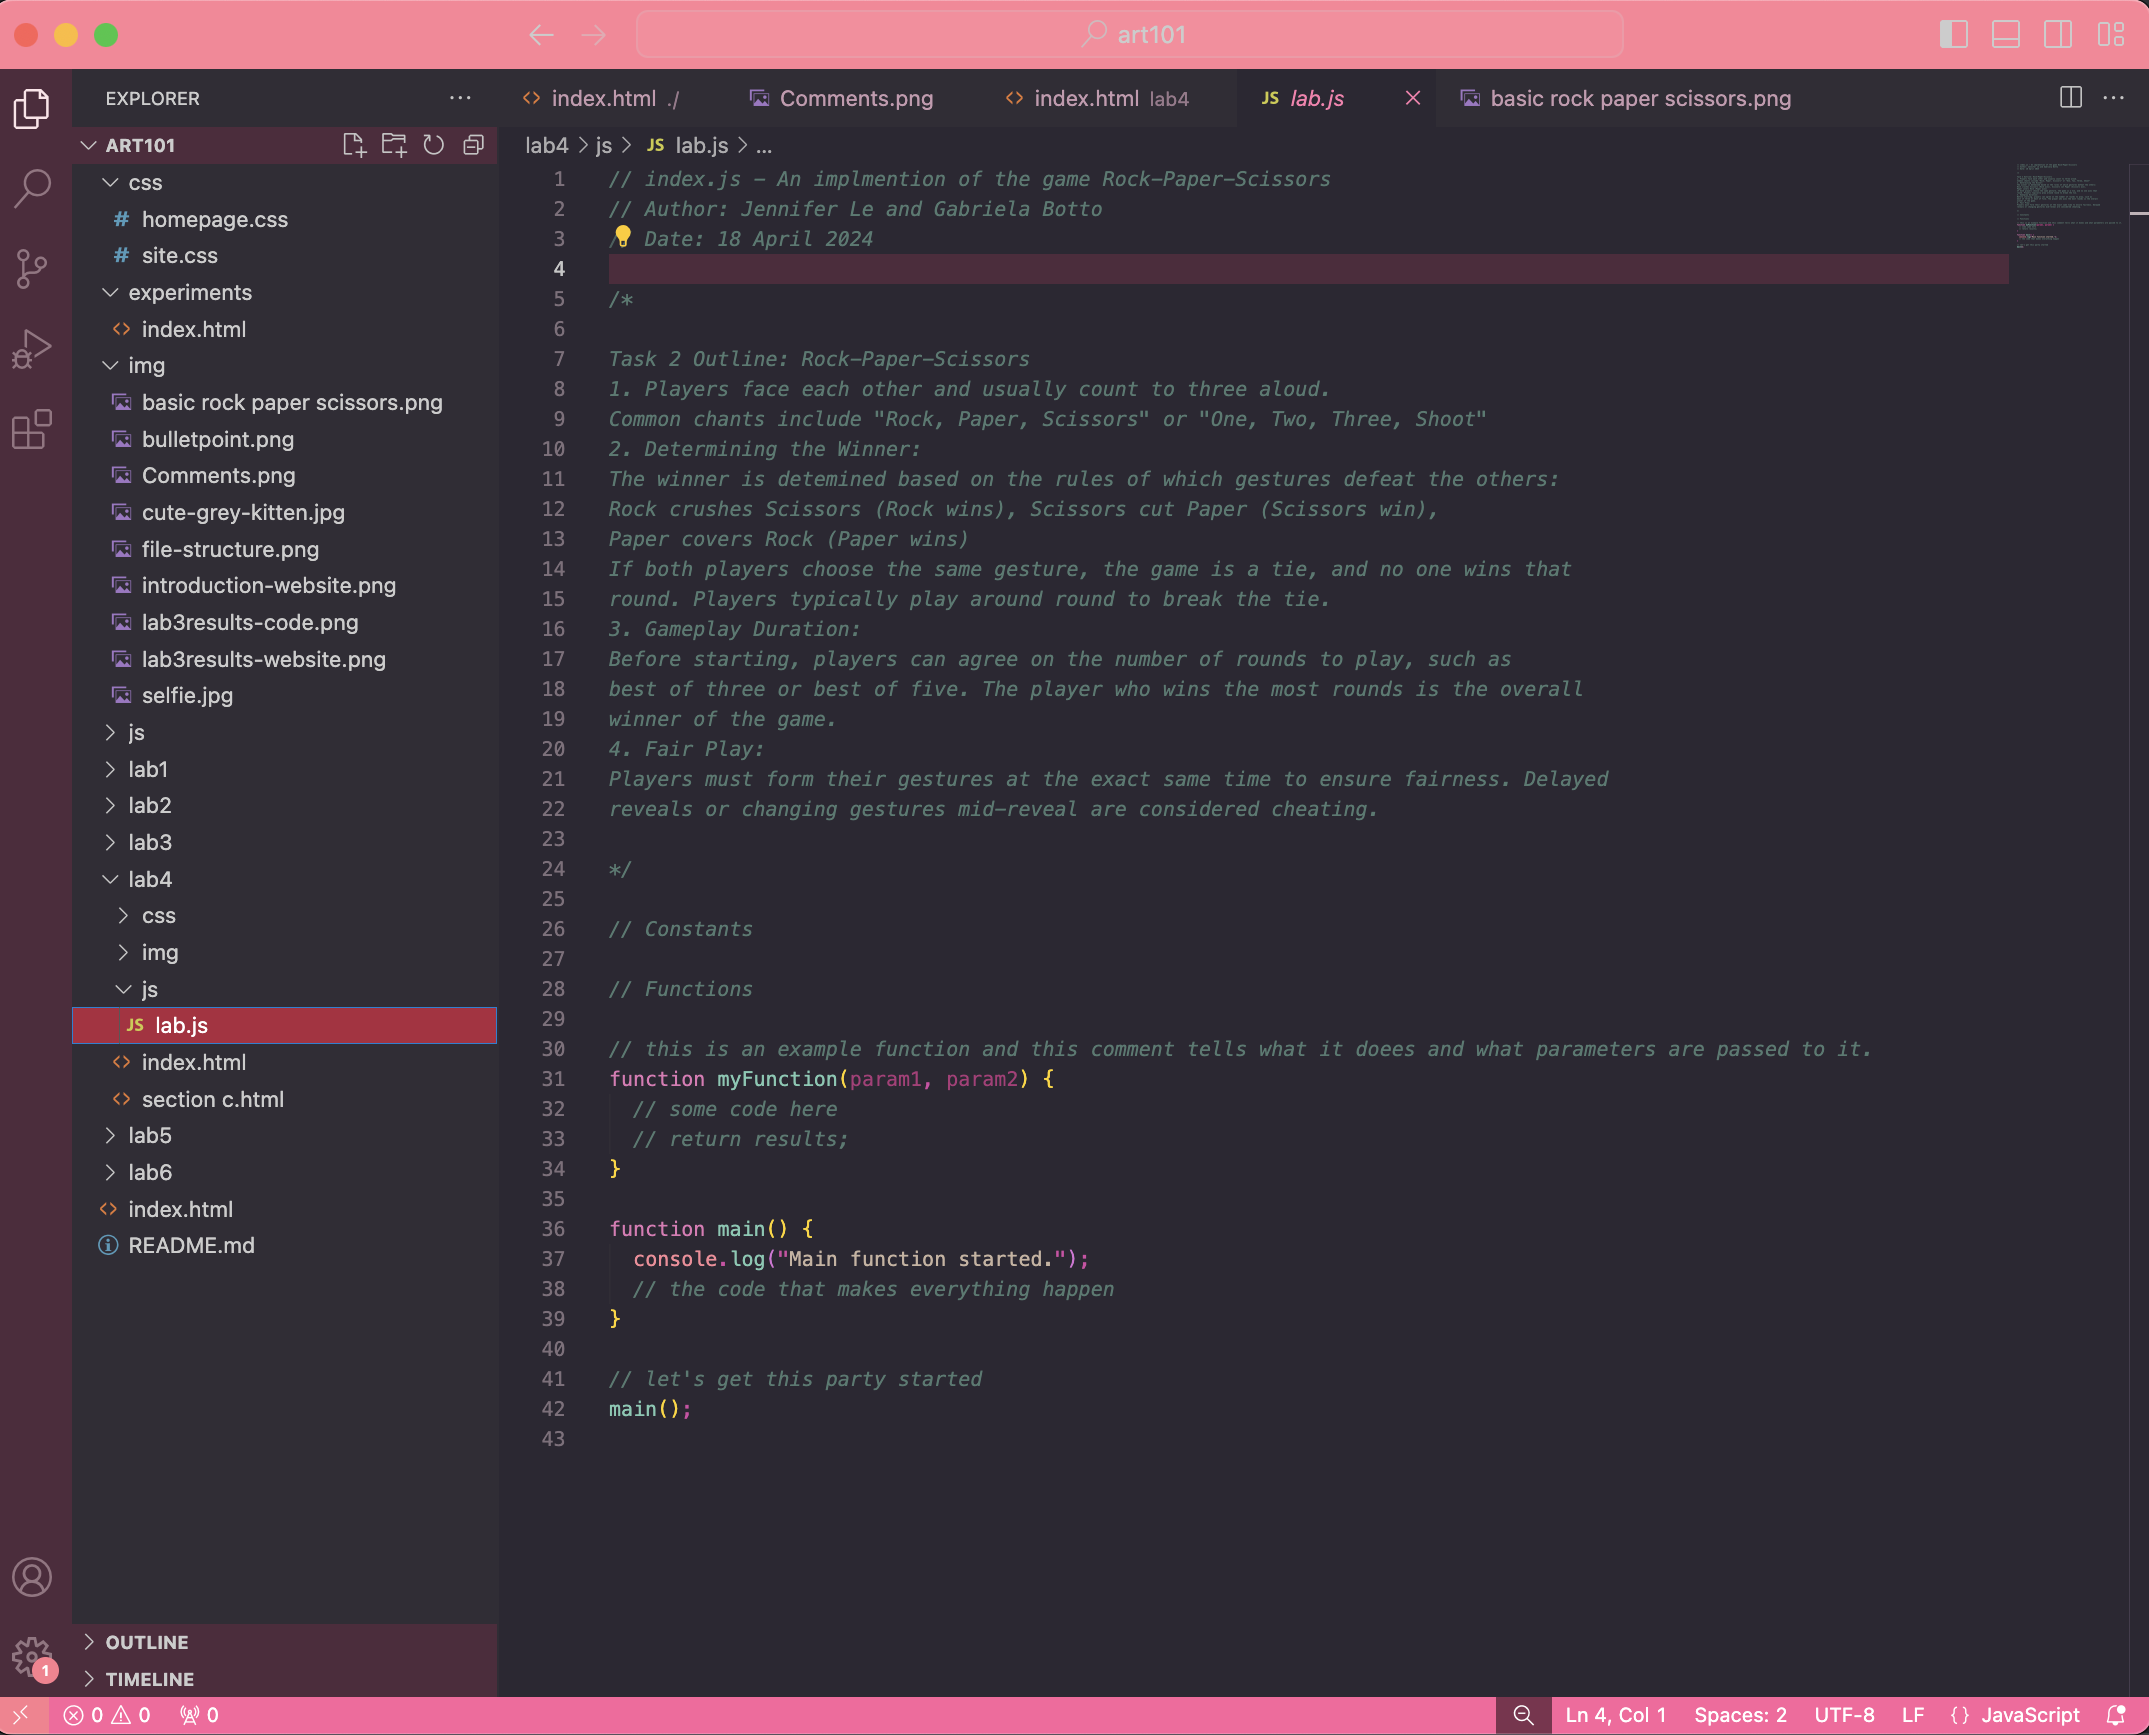 art101
EXPLORER
index.html ./
Comments.png
index.html lab4
JS lab.js
basic rock paper scissors.png
ART101
css
# homepage.css
# site.css
experiments
<> index.html
img
basic rock paper scissors.png
bulletpoint.png
Comments.png
cute-grey-kitten.jpg
file-structure.png
introduction-website.png
lab3results-code.png
lab3results-website.png
selfie.jpg
js
lab1
lab2
lab3
lab4
css
img
js
JS lab.js
<> index.html
<> section c.html
lab5
lab6
<> index.html
README.md
OUTLINE
TIMELINE
lab4 > js > JS lab.js > ...
1 // index.js - An implmention of the game Rock-Paper-Scissors
2 // Author: Jennifer Le and Gabriela Botto
3 / Date: 18 April 2024
4
5 /*
6
7 Task 2 Outline: Rock-Paper-Scissors
8 1. Players face each other and usually count to three aloud.
9 Common chants include "Rock, Paper, Scissors" or "One, Two, Three, Shoot"
10 2. Determining the Winner:
11 The winner is detemined based on the rules of which gestures defeat the others:
12 Rock crushes Scissors (Rock wins), Scissors cut Paper (Scissors win),
13 Paper covers Rock (Paper wins)
14 If both players choose the same gesture, the game is a tie, and no one wins that
15 round. Players typically play around round to break the tie.
16 3. Gameplay Duration:
17 Before starting, players can agree on the number of rounds to play, such as
18 best of three or best of five. The player who wins the most rounds is the overall
19 winner of the game.
20 4. Fair Play:
21 Players must form their gestures at the exact same time to ensure fairness. Delayed
22 reveals or changing gestures mid-reveal are considered cheating.
23
24 */
25
26 // Constants
27
28 // Functions
29
30 // this is an example function and this comment tells what it doees and what parameters are passed to it.
31 function myFunction(param1, param2) {
32 // some code here
33 // return results;
34 }
35
36 function main() {
37 console.log("Main function started.");
38 // the code that makes everything happen
39 }
40
41 // let's get this party started
42 main();
43
1
0 0 0
Ln 4, Col 1 Spaces: 2 UTF-8 LF {} JavaScript